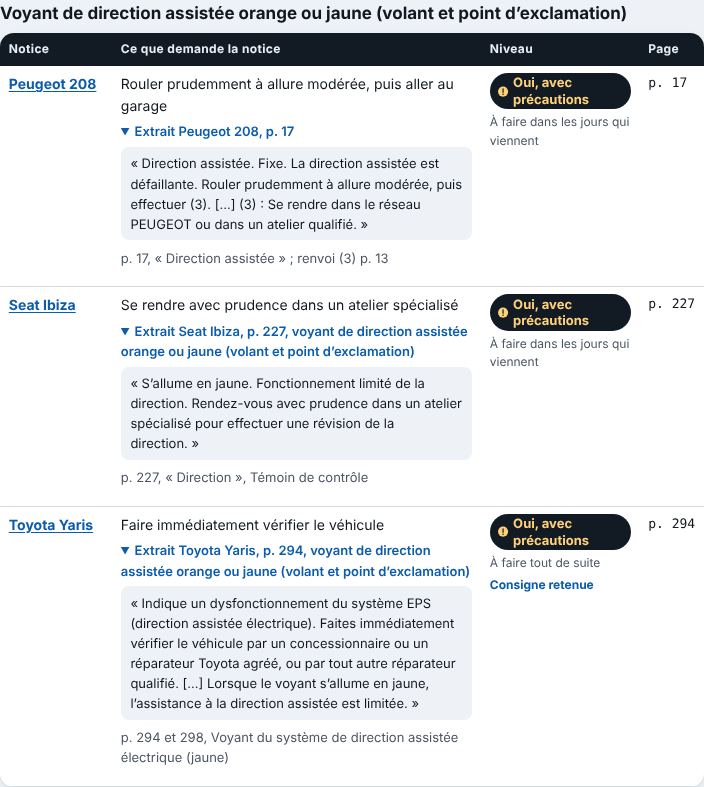 Voyant de direction assistée orange ou jaune (volant et point d’exclamation)
Notice Ce que demande la notice Niveau Page
Peugeot 208
Rouler prudemment à allure modérée, puis aller au
garage
▼ Extrait Peugeot 208, p. 17
« Direction assistée. Fixe. La direction assistée est
défaillante. Rouler prudemment à allure modérée, puis
effectuer (3). [...] (3) : Se rendre dans le réseau
PEUGEOT ou dans un atelier qualifié. »
p. 17, « Direction assistée » ; renvoi (3) p. 13
! Oui, avec
précautions
À faire dans les jours qui
viennent
p. 17
Seat Ibiza
Se rendre avec prudence dans un atelier spécialisé
▼ Extrait Seat Ibiza, p. 227, voyant de direction assistée
orange ou jaune (volant et point d’exclamation)
« S’allume en jaune. Fonctionnement limité de la
direction. Rendez-vous avec prudence dans un atelier
spécialisé pour effectuer une révision de la
direction. »
p. 227, « Direction », Témoin de contrôle
! Oui, avec
précautions
À faire dans les jours qui
viennent
p. 227
Toyota Yaris
Faire immédiatement vérifier le véhicule
▼ Extrait Toyota Yaris, p. 294, voyant de direction
assistée orange ou jaune (volant et point d’exclamation)
« Indique un dysfonctionnement du système EPS
(direction assistée électrique). Faites immédiatement
vérifier le véhicule par un concessionnaire ou un
réparateur Toyota agréé, ou par tout autre réparateur
qualifié. [...] Lorsque le voyant s’allume en jaune,
l’assistance à la direction assistée est limitée. »
p. 294 et 298, Voyant du système de direction assistée
électrique (jaune)
! Oui, avec
précautions
À faire tout de suite
Consigne retenue
p. 294